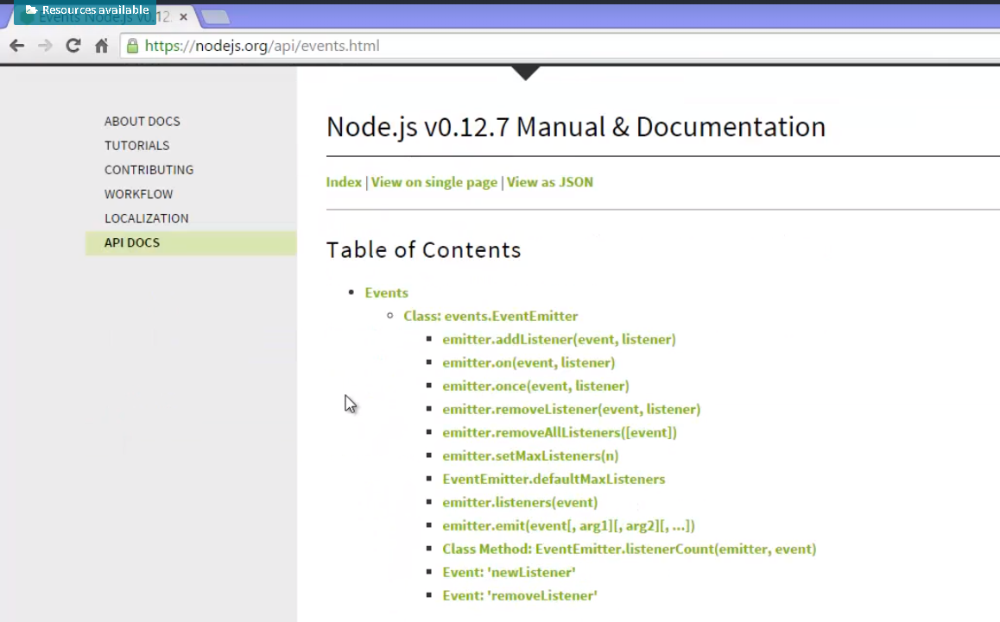 Resources available
Events Node.js v0.12.
https://nodejs.org/api/events.html
ABOUT DOCS
TUTORIALS
CONTRIBUTING
WORKFLOW
LOCALIZATION
API DOCS
Node.js v0.12.7 Manual & Documentation
Index | View on single page | View as JSON
Table of Contents
Events
Class: events.EventEmitter
emitter.addListener(event, listener)
emitter.on(event, listener)
emitter.once(event, listener)
emitter.removeListener(event, listener)
emitter.removeAllListeners([event])
emitter.setMaxListeners(n)
EventEmitter.defaultMaxListeners
emitter.listeners(event)
emitter.emit(event[, arg1][, arg2][, ...])
Class Method: EventEmitter.listenerCount(emitter, event)
Event: 'newListener'
Event: 'removeListener'